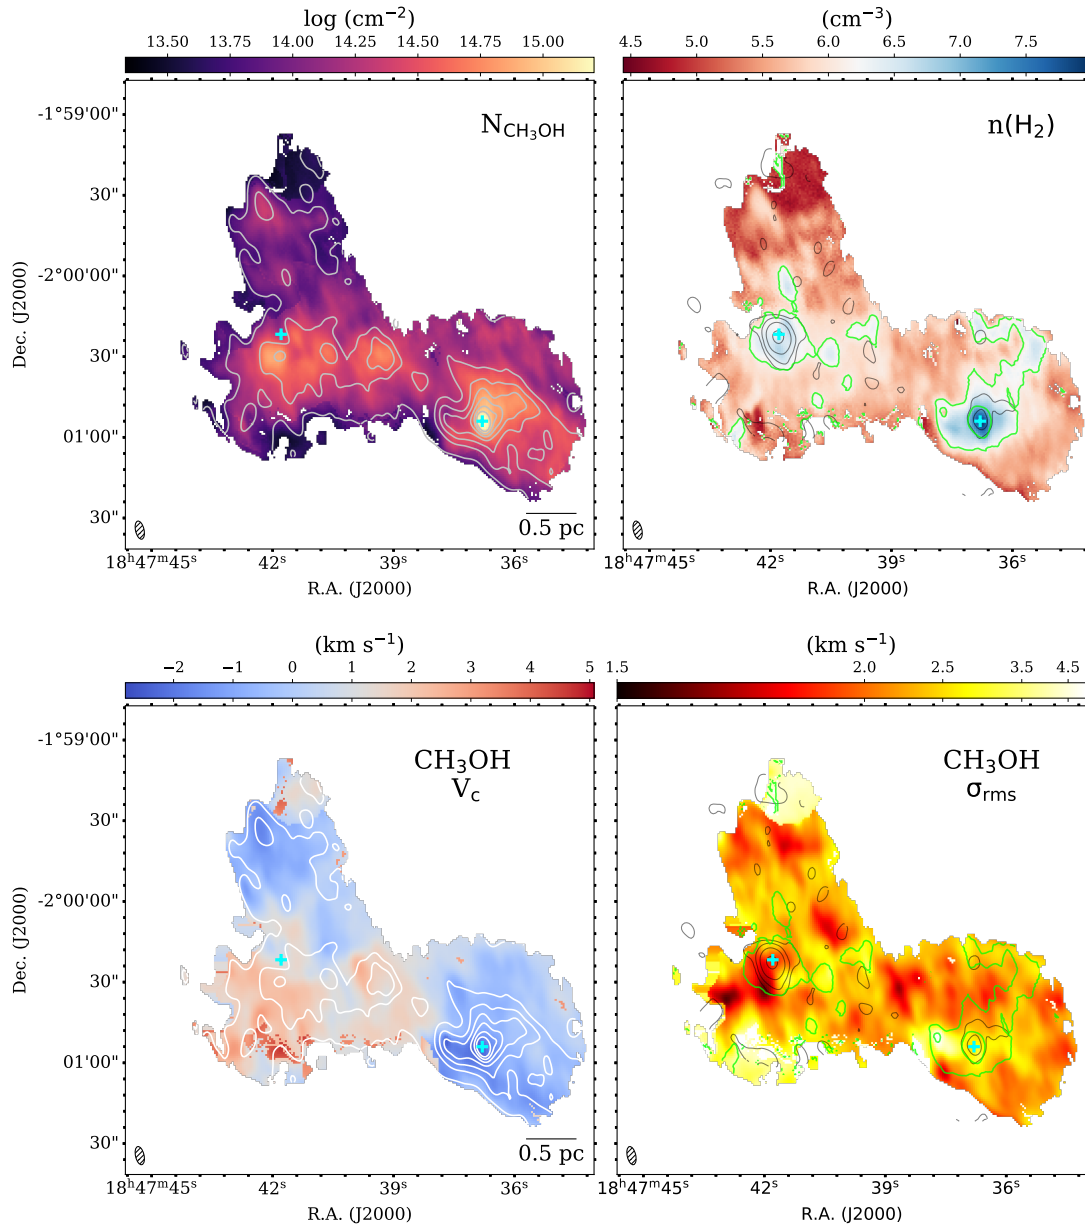 log (cm⁻²)
13.50 13.75 14.00 14.25 14.50 14.75 15.00
N_CH₃OH
Dec. (J2000)
-1°59'00"
30"
-2°00'00"
30"
01'00"
30"
0.5 pc
18ʰ47ᵐ45ˢ 42ˢ 39ˢ 36ˢ
R.A. (J2000)
(cm⁻³)
4.5 5.0 5.5 6.0 6.5 7.0 7.5
n(H₂)
18ʰ47ᵐ45ˢ 42ˢ 39ˢ 36ˢ
R.A. (J2000)
(km s⁻¹)
−2 −1 0 1 2 3 4 5
CH₃OH
V_c
Dec. (J2000)
-1°59'00"
30"
-2°00'00"
30"
01'00"
30"
0.5 pc
18ʰ47ᵐ45ˢ 42ˢ 39ˢ 36ˢ
R.A. (J2000)
(km s⁻¹)
1.5 2.0 2.5 3.5 4.5
CH₃OH
σ_rms
18ʰ47ᵐ45ˢ 42ˢ 39ˢ 36ˢ
R.A. (J2000)